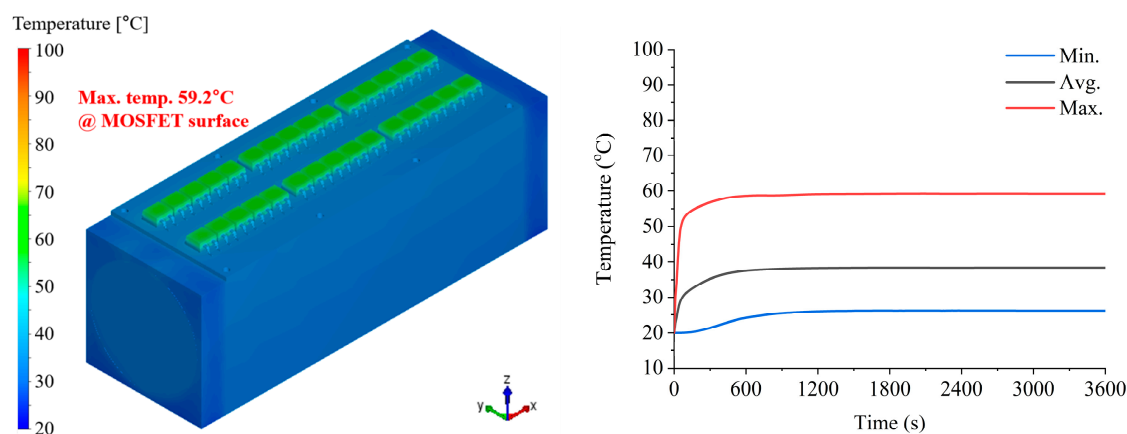 Temperature [°C]
100
90
80
70
60
50
40
30
20
Max. temp. 59.2°C
@ MOSFET surface
z
y
x
Temperature (°C)
100
90
80
70
60
50
40
30
20
10
0
600
1200
1800
2400
3000
3600
Time (s)
Min.
Avg.
Max.